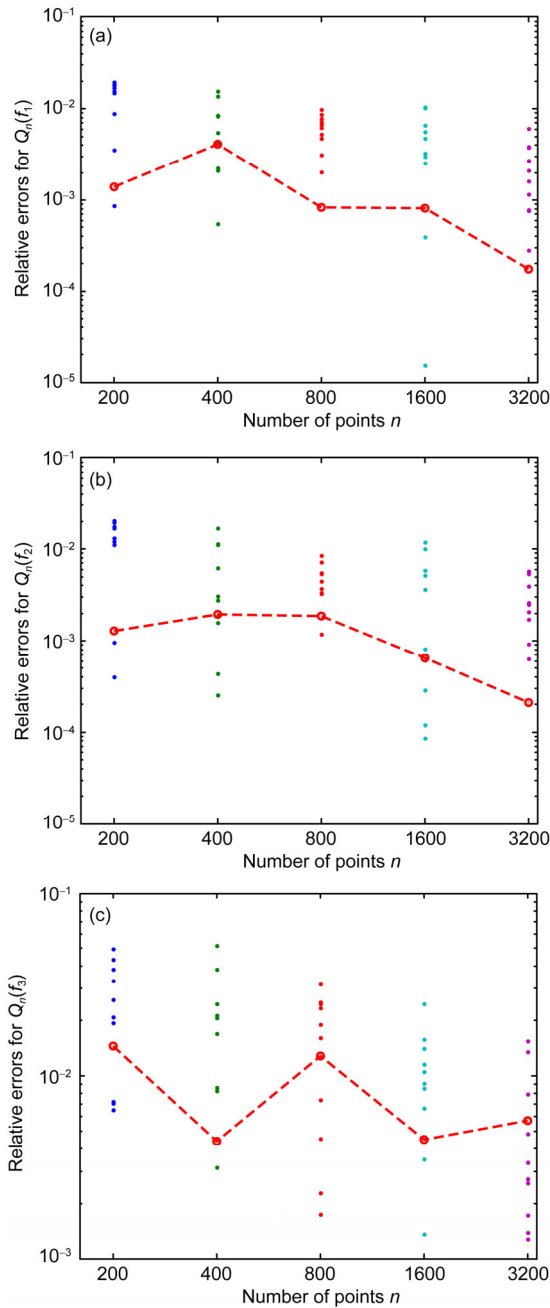 (a)
Relative errors for Qn(f1)
10−1
10−2
10−3
10−4
10−5
200 400 800 1600 3200
Number of points n
(b)
Relative errors for Qn(f2)
10−1
10−2
10−3
10−4
10−5
200 400 800 1600 3200
Number of points n
(c)
Relative errors for Qn(f3)
10−1
10−2
10−3
200 400 800 1600 3200
Number of points n